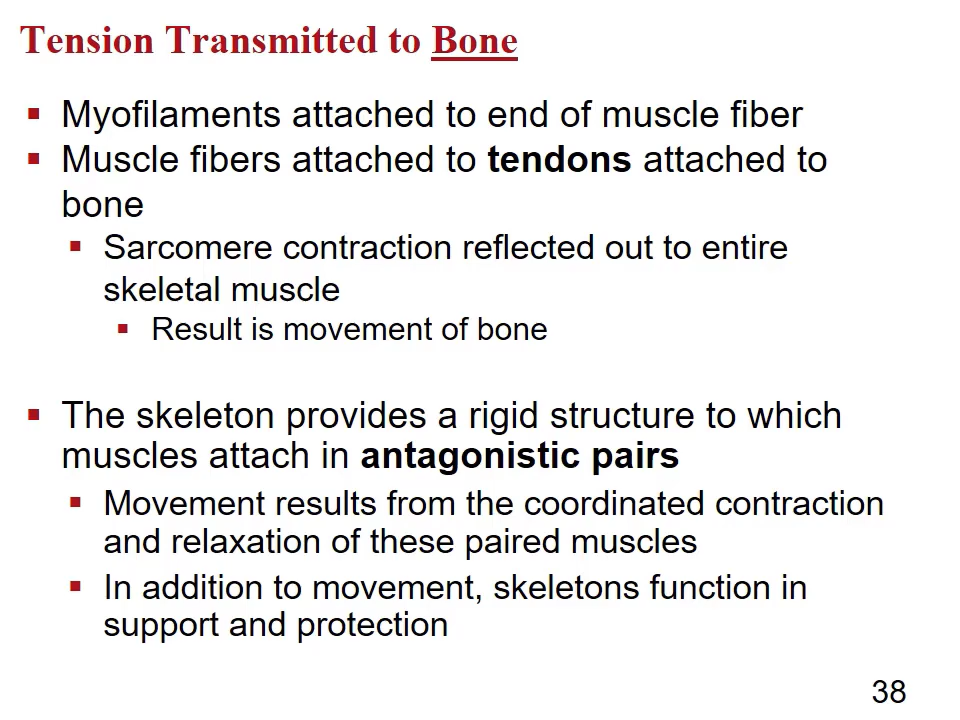 Tension Transmitted to Bone
▪ Myofilaments attached to end of muscle fiber
▪ Muscle fibers attached to tendons attached to
bone
▪ Sarcomere contraction reflected out to entire
skeletal muscle
▪ Result is movement of bone
▪ The skeleton provides a rigid structure to which
muscles attach in antagonistic pairs
▪ Movement results from the coordinated contraction
and relaxation of these paired muscles
▪ In addition to movement, skeletons function in
support and protection
38